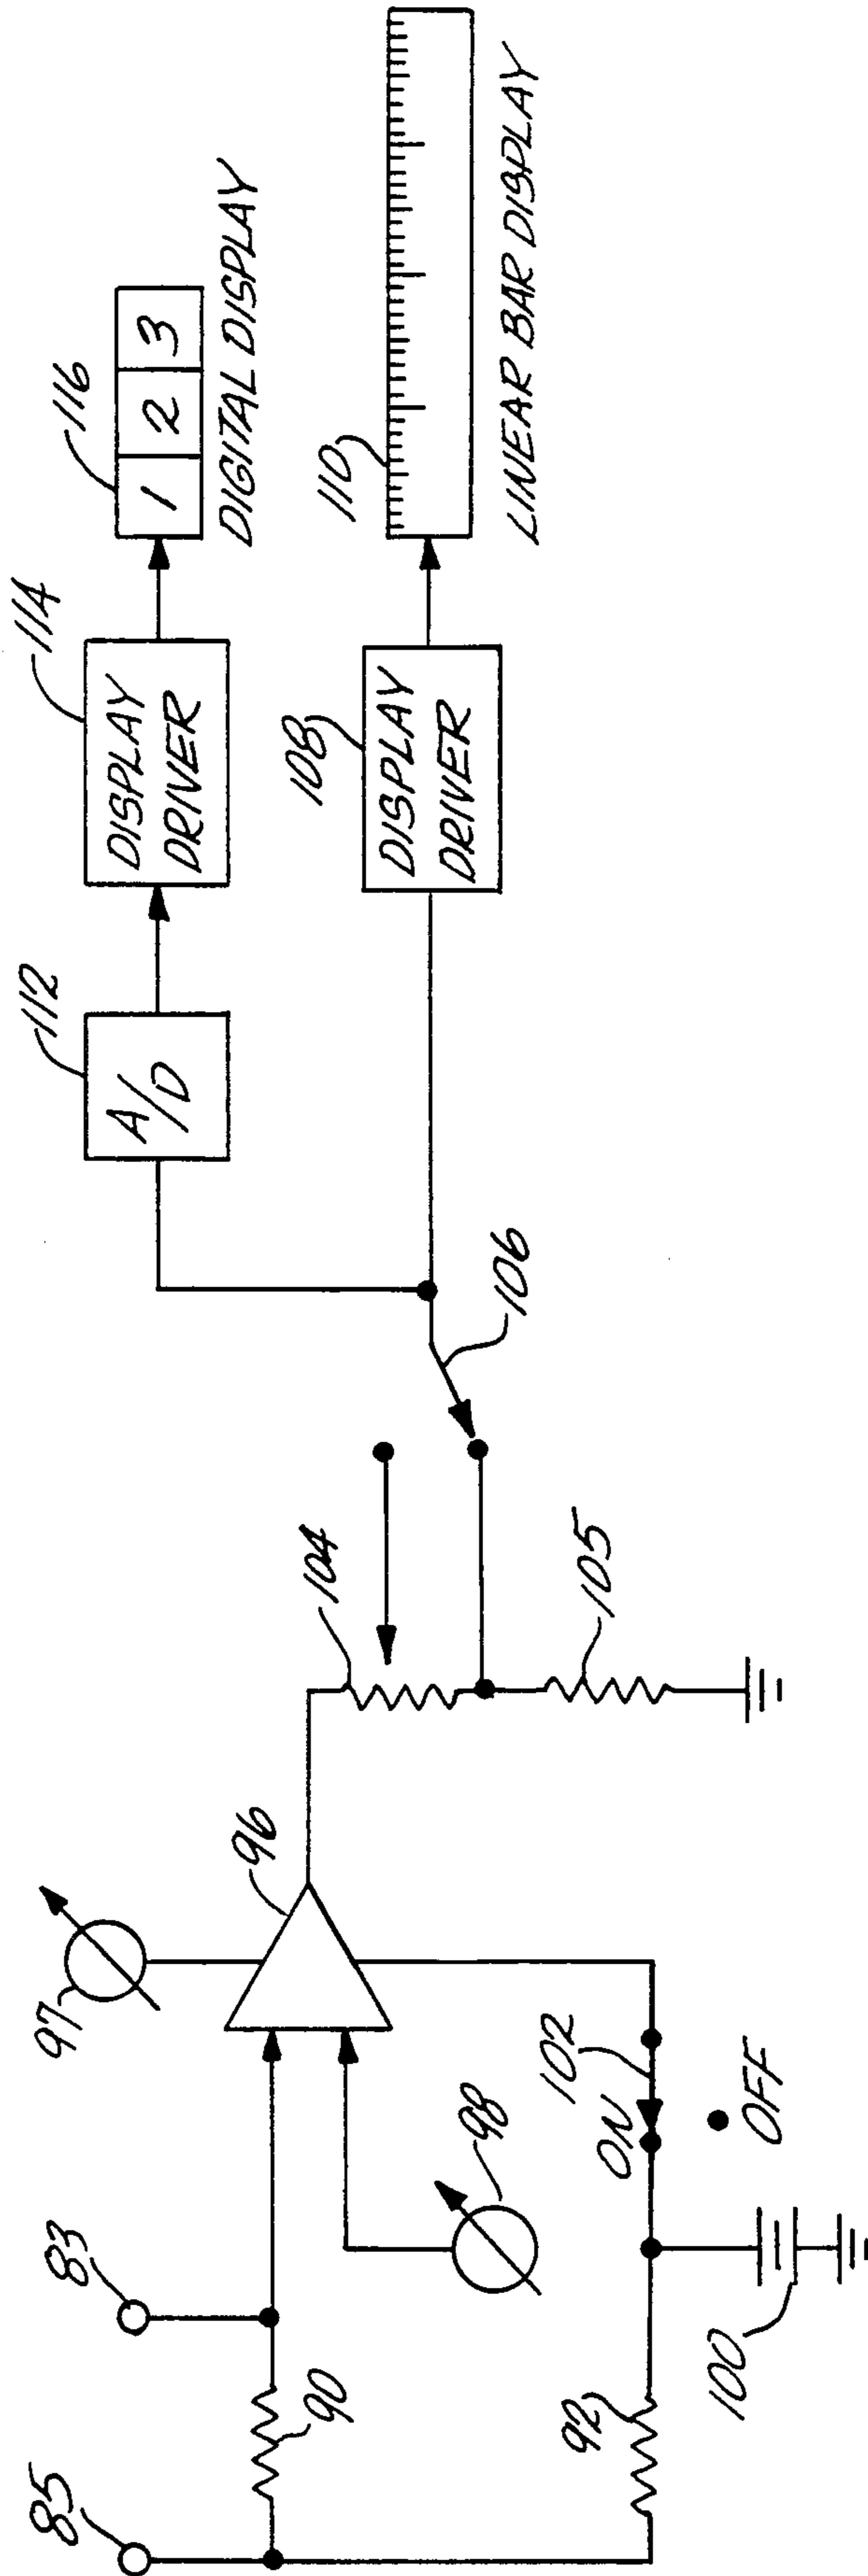 116
1 2 3
DIGITAL DISPLAY
114
DISPLAY
DRIVER
112
A/D
110
LINEAR BAR DISPLAY
108
DISPLAY
DRIVER
106
104
105
96
97
98
83
85
90
92
102
ON
OFF
100